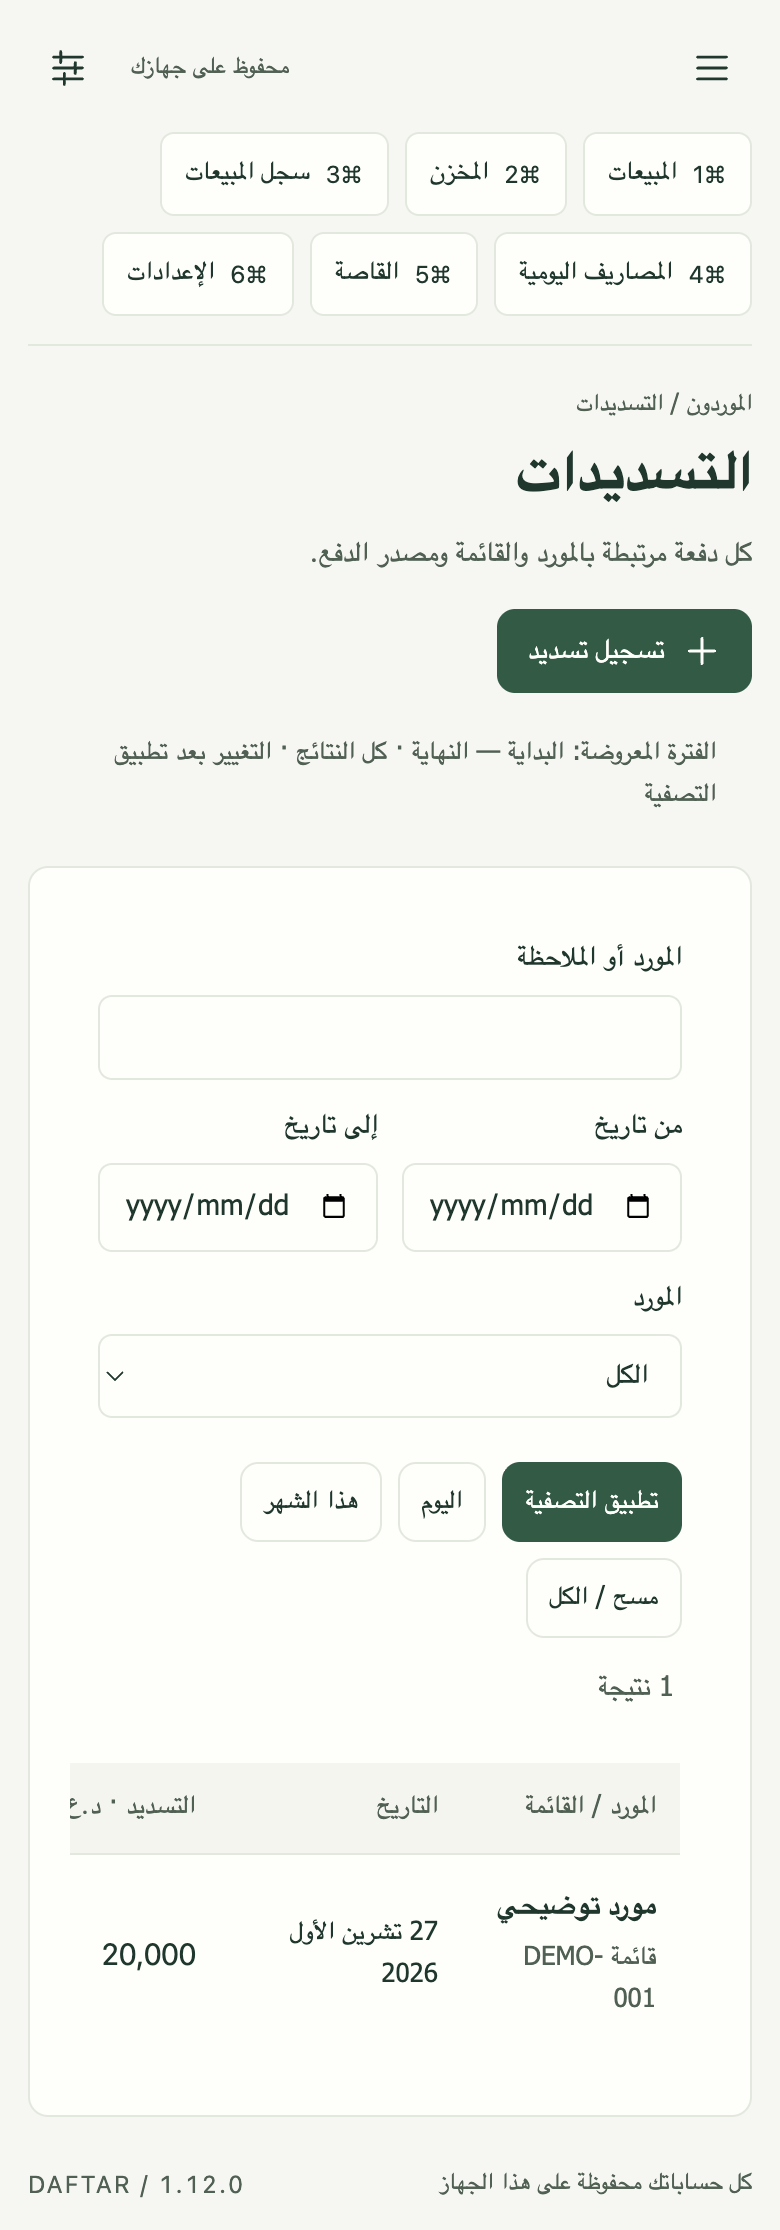 محفوظ على جهازك
المبيعات ⌘1 المخزن ⌘2 سجل المبيعات ⌘3
المصاريف اليومية ⌘4 القاصة ⌘5 الإعدادات ⌘6
الموردون / التسديدات
التسديدات
كل دفعة مرتبطة بالمورد والقائمة ومصدر الدفع.
تسجيل تسديد
الفترة المعروضة: البداية — النهاية · كل النتائج · التغيير بعد تطبيق
التصفية
المورد أو الملاحظة
من تاريخ إلى تاريخ
yyyy/mm/dd yyyy/mm/dd
المورد
الكل
تطبيق التصفية اليوم هذا الشهر
مسح / الكل
1 نتيجة
المورد / القائمة التاريخ التسديد · د.ع
مورد توضيحي
قائمة DEMO-
001
27 تشرين الأول
2026
20,000
كل حساباتك محفوظة على هذا الجهاز DAFTAR / 1.12.0